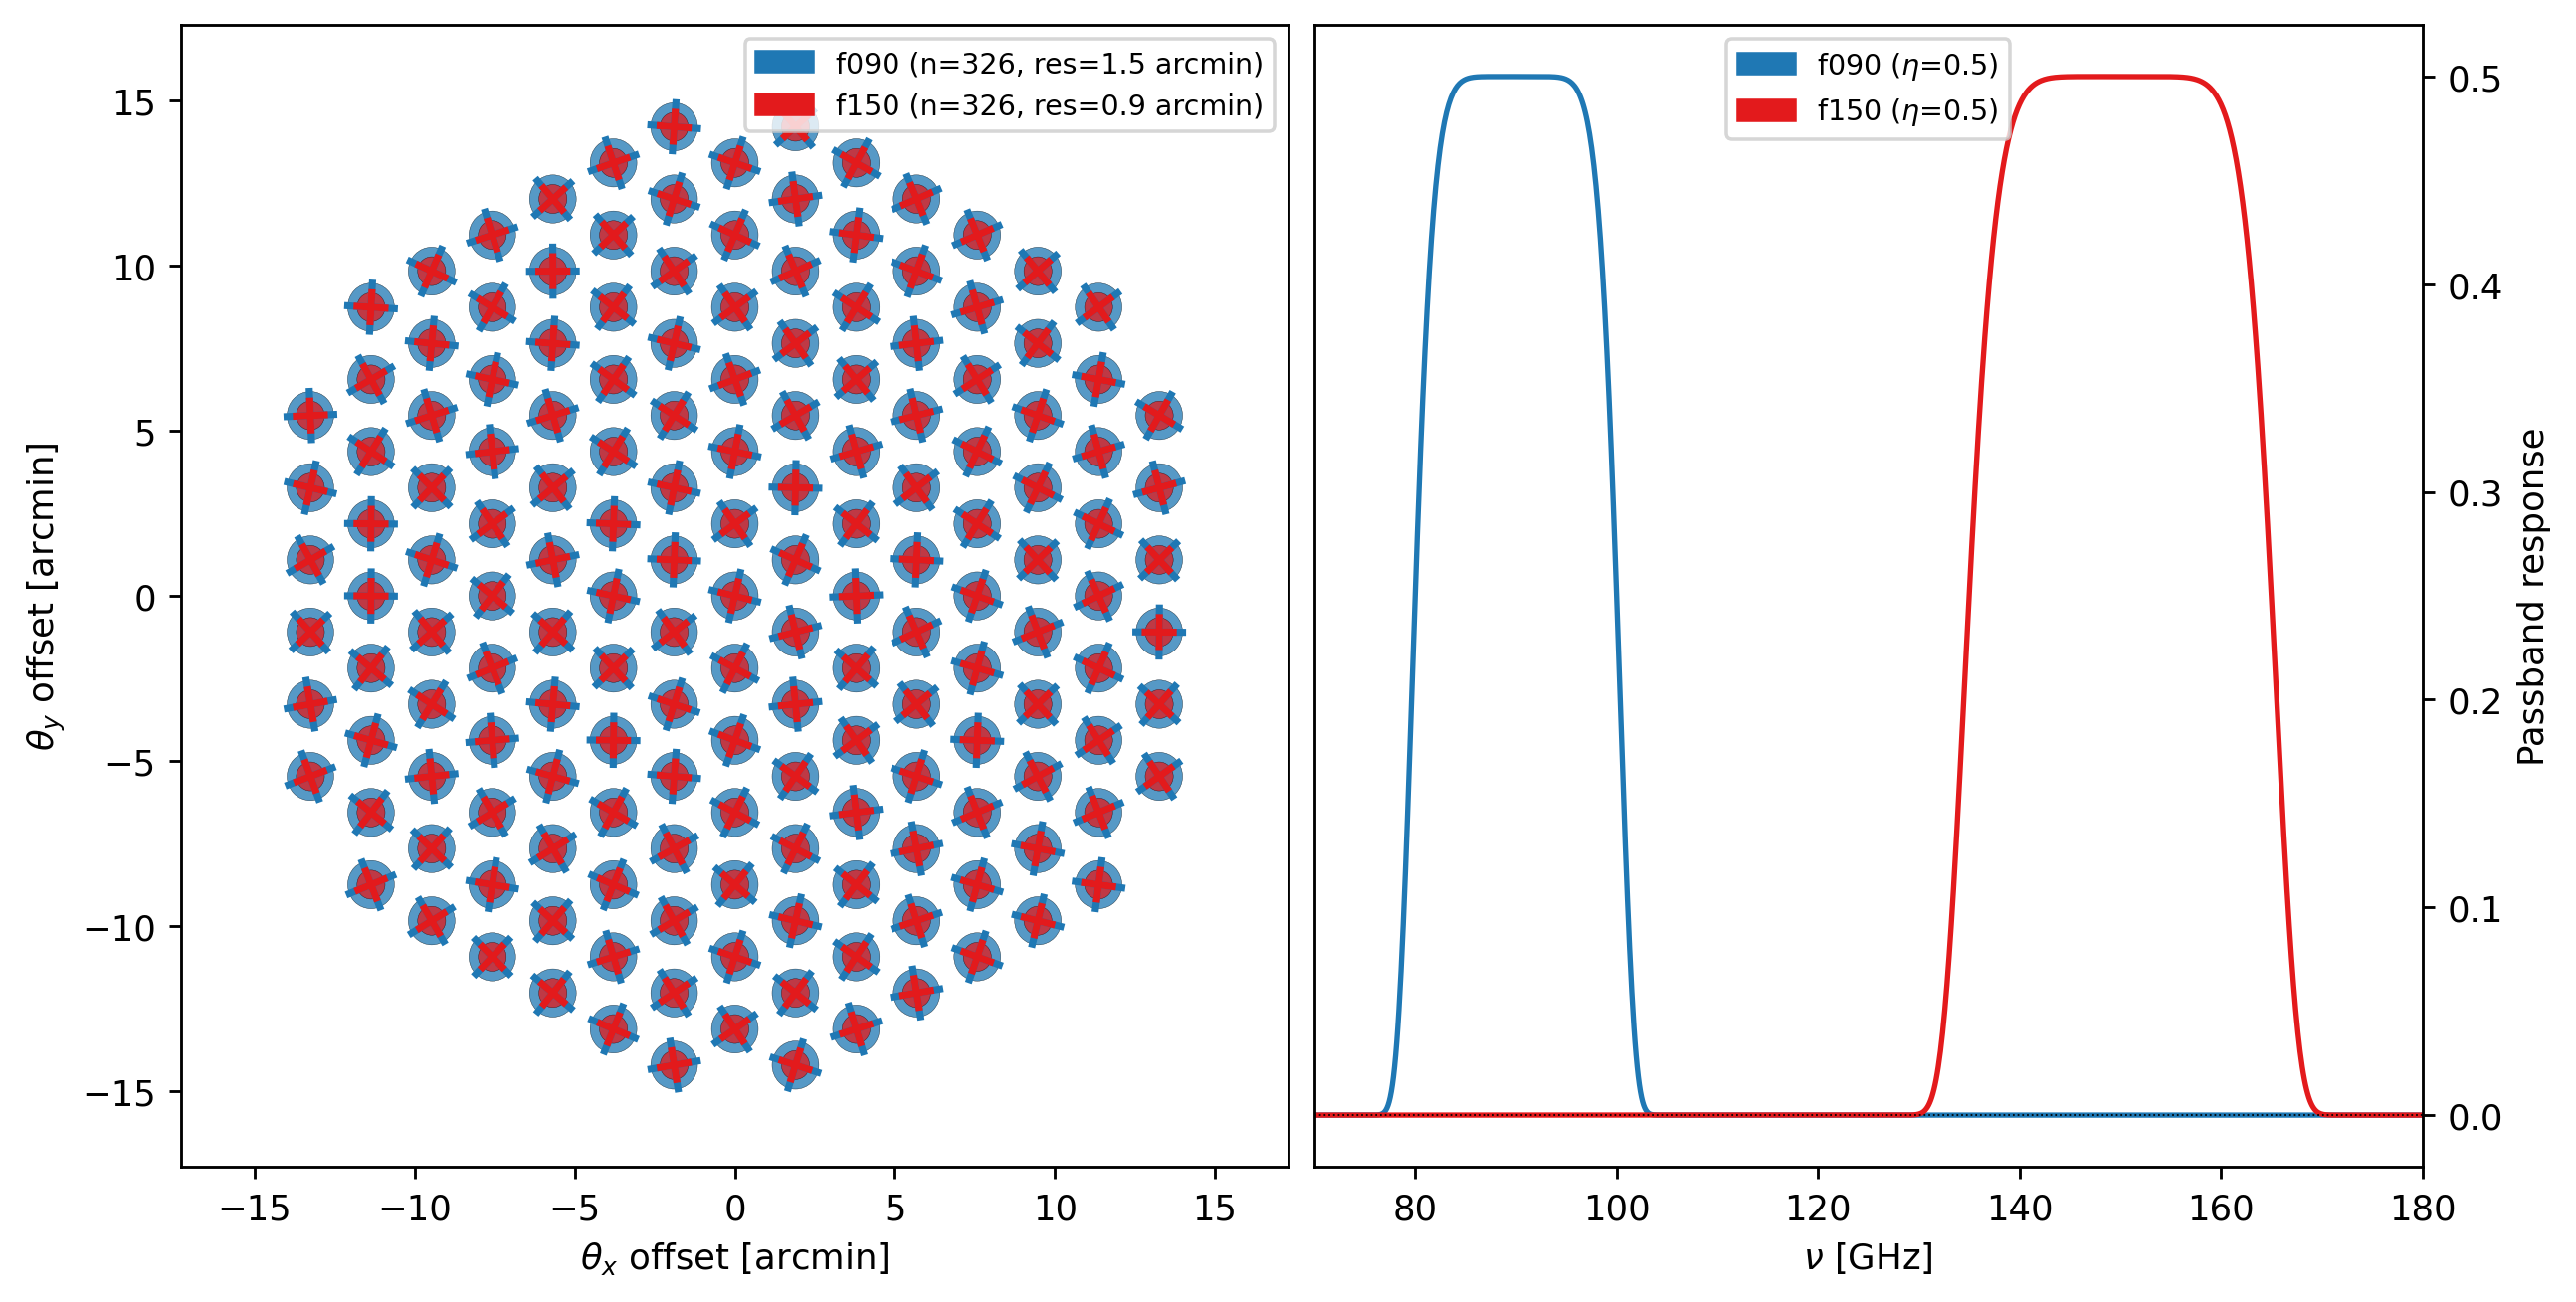 f090 (n=326, res=1.5 arcmin)
f150 (n=326, res=0.9 arcmin)
15
10
5
0
−5
−10
−15
θy offset [arcmin]
−15 −10 −5 0 5 10 15
θx offset [arcmin]
f090 (η=0.5)
f150 (η=0.5)
0.5
0.4
0.3
0.2
0.1
0.0
Passband response
80 100 120 140 160 180
ν [GHz]